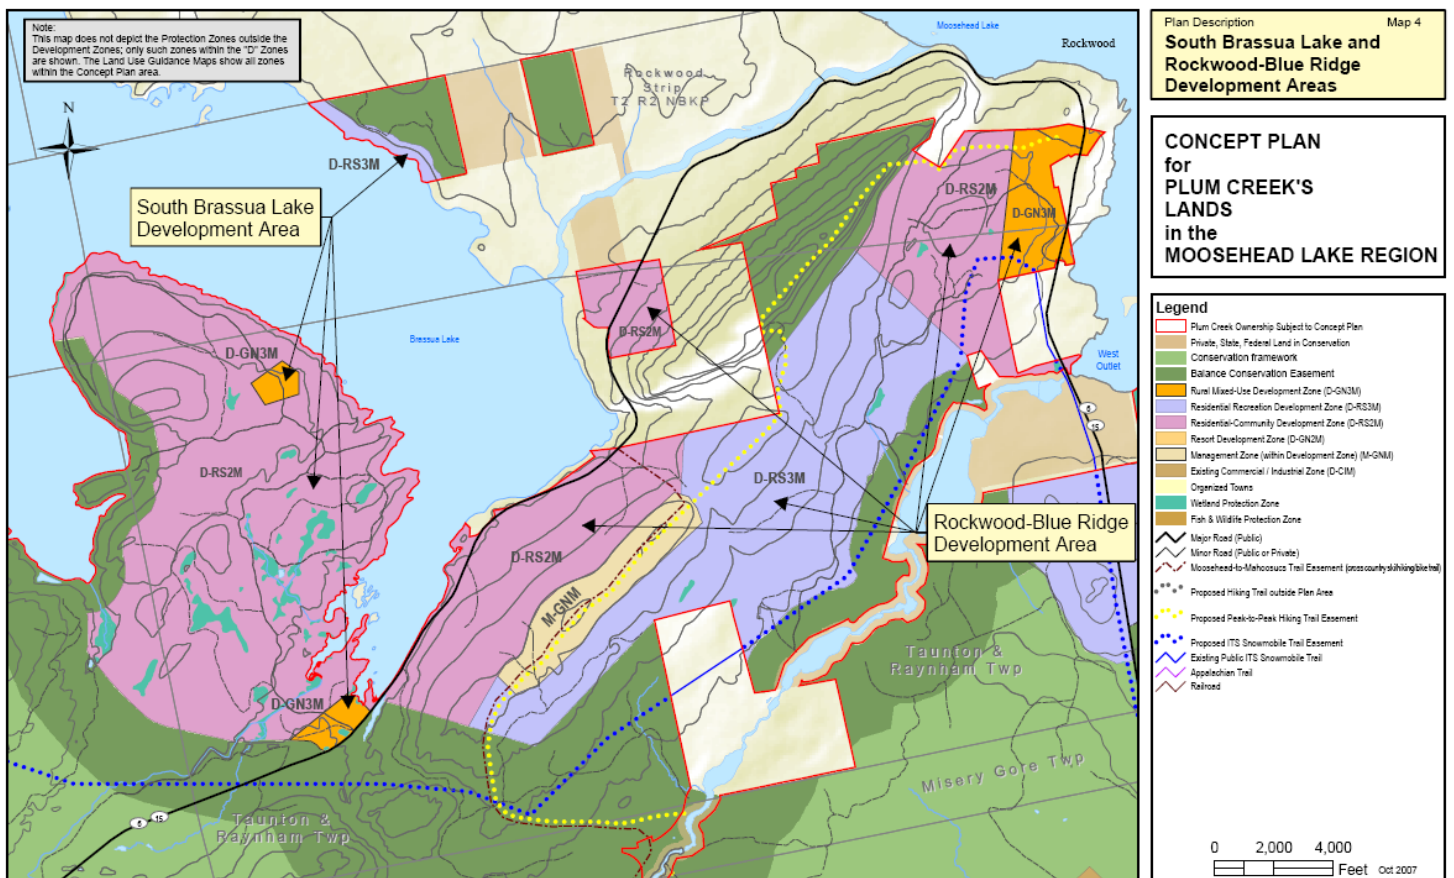 Note:
This map does not depict the Protection Zones outside the
Development Zones; only such zones within the "D" Zones
are shown. The Land Use Guidance Maps show all zones
within the Concept Plan area.
N
Moosehead Lake
Rockwood
Rockwood
Strip
T2 R2 NBKP
D-RS3M
South Brassua Lake
Development Area
D-RS2M
D-GN3M
D-RS2M
D-GN3M
Brassua Lake
West
Outlet
6
15
D-RS2M
D-RS3M
Rockwood-Blue Ridge
Development Area
D-RS2M
M-GNM
Taunton &
Raynham Twp
D-GN3M
Misery Gore Twp
6
15
Taunton &
Raynham Twp
Plan Description
Map 4
South Brassua Lake and
Rockwood-Blue Ridge
Development Areas
CONCEPT PLAN
for
PLUM CREEK'S
LANDS
in the
MOOSEHEAD LAKE REGION
Legend
Plum Creek Ownership Subject to Concept Plan
Private, State, Federal Land in Conservation
Conservation framework
Balance Conservation Easement
Rural Mixed-Use Development Zone (D-GN3M)
Residential Recreation Development Zone (D-RS3M)
Residential-Community Development Zone (D-RS2M)
Resort Development Zone (D-GN2M)
Management Zone (within Development Zone) (M-GNM)
Existing Commercial / Industrial Zone (D-CIM)
Organized Towns
Wetland Protection Zone
Fish & Wildlife Protection Zone
Major Road (Public)
Minor Road (Public or Private)
Moosehead-to-Mahoosucs Trail Easement (cross country ski/hiking/bike trail)
Proposed Hiking Trail outside Plan Area
Proposed Peak-to-Peak Hiking Trail Easement
Proposed ITS Snowmobile Trail Easement
Existing Public ITS Snowmobile Trail
Appalachian Trail
Railroad
0 2,000 4,000
Feet
Oct 2007